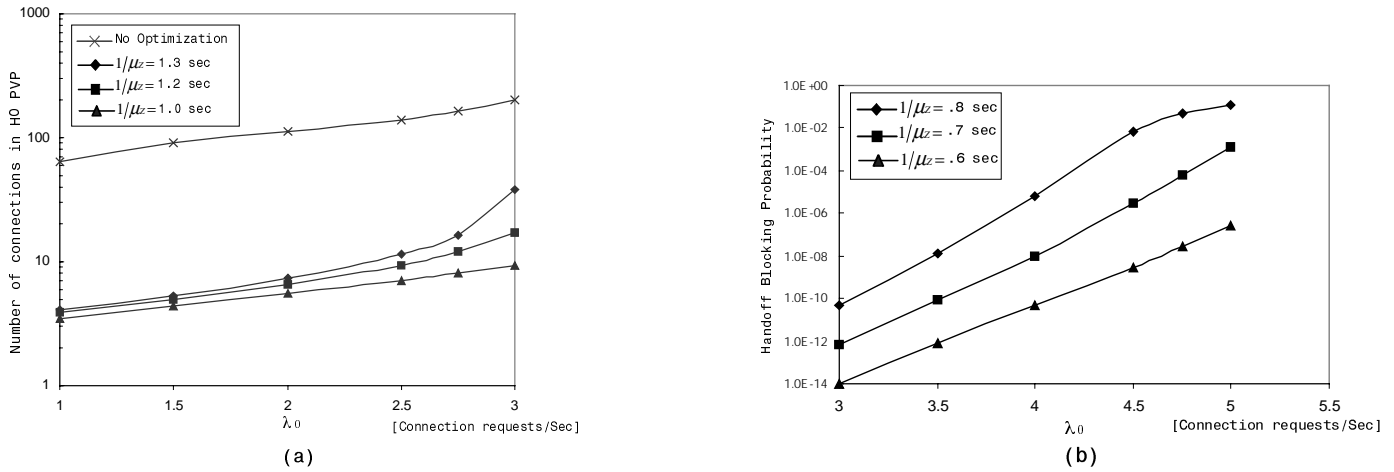 1000
100
10
1
Number of connections in HO PVP
No Optimization
1/μz = 1.3 sec
1/μz = 1.2 sec
1/μz = 1.0 sec
1 1.5 2 2.5 3
λ0 [Connection requests/Sec]
(a)
1.0E+00
1.0E-02
1.0E-04
1.0E-06
1.0E-08
1.0E-10
1.0E-12
1.0E-14
Handoff Blocking Probability
1/μz = .8 sec
1/μz = .7 sec
1/μz = .6 sec
3 3.5 4 4.5 5 5.5
λ0 [Connection requests/Sec]
(b)